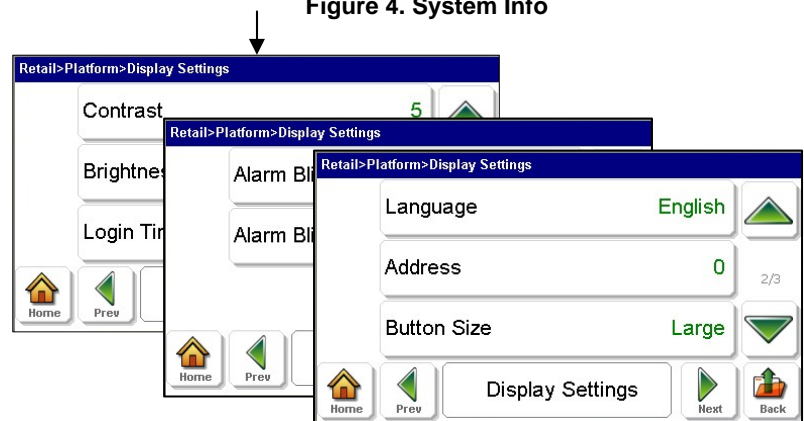 Figure 4. System Info
Retail>Platform>Display Settings
Contrast 5
Brightnes
Login Tir
Home Prev
Retail>Platform>Display Settings
Alarm Bli
Alarm Bli
Home Prev
Retail>Platform>Display Settings
Language English
Address 0
2/3
Button Size Large
Home Prev Display Settings Next Back